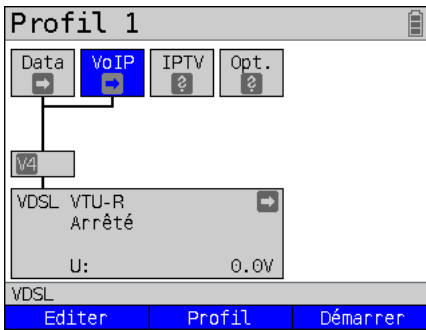 Profil 1
Data VoIP IPTV Opt.
V4
VDSL VTU-R
Arrêté
U: 0.0V
VDSL
Editer Profil Démarrer